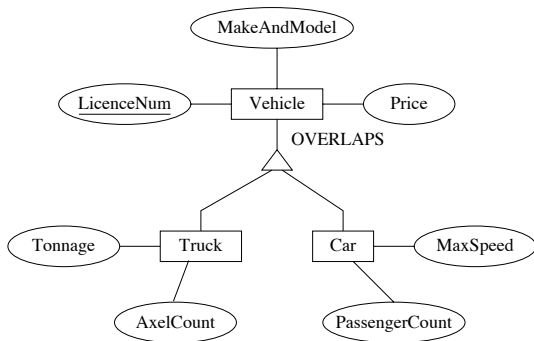 MakeAndModel
LicenceNum
Vehicle
Price
OVERLAPS
Tonnage
Truck
Car
MaxSpeed
AxelCount
PassengerCount